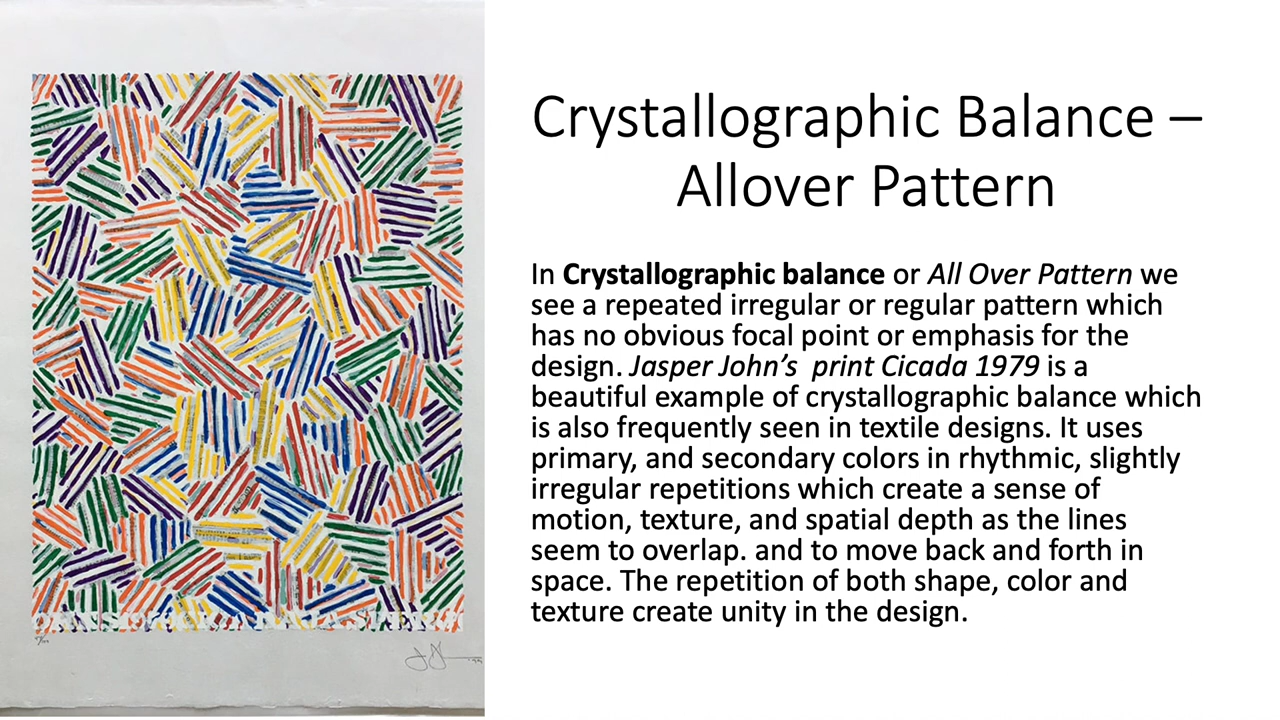 Crystallographic Balance –
Allover Pattern
In Crystallographic balance or All Over Pattern we
see a repeated irregular or regular pattern which
has no obvious focal point or emphasis for the
design. Jasper John’s  print Cicada 1979 is a
beautiful example of crystallographic balance which
is also frequently seen in textile designs. It uses
primary, and secondary colors in rhythmic, slightly
irregular repetitions which create a sense of
motion, texture, and spatial depth as the lines
seem to overlap. and to move back and forth in
space. The repetition of both shape, color and
texture create unity in the design.